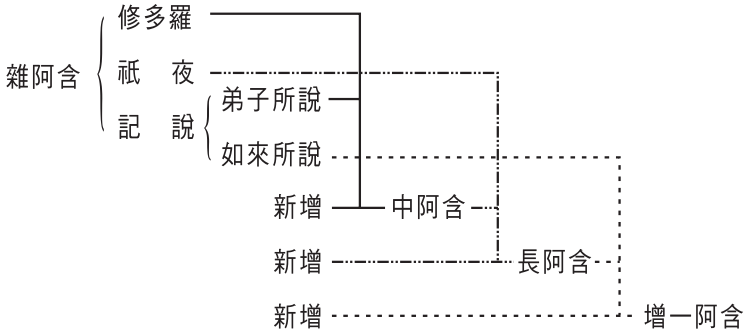 修多羅
雜阿含
祇夜
記說
弟子所說
如來所說
新增 中阿含
新增 長阿含
新增 增一阿含